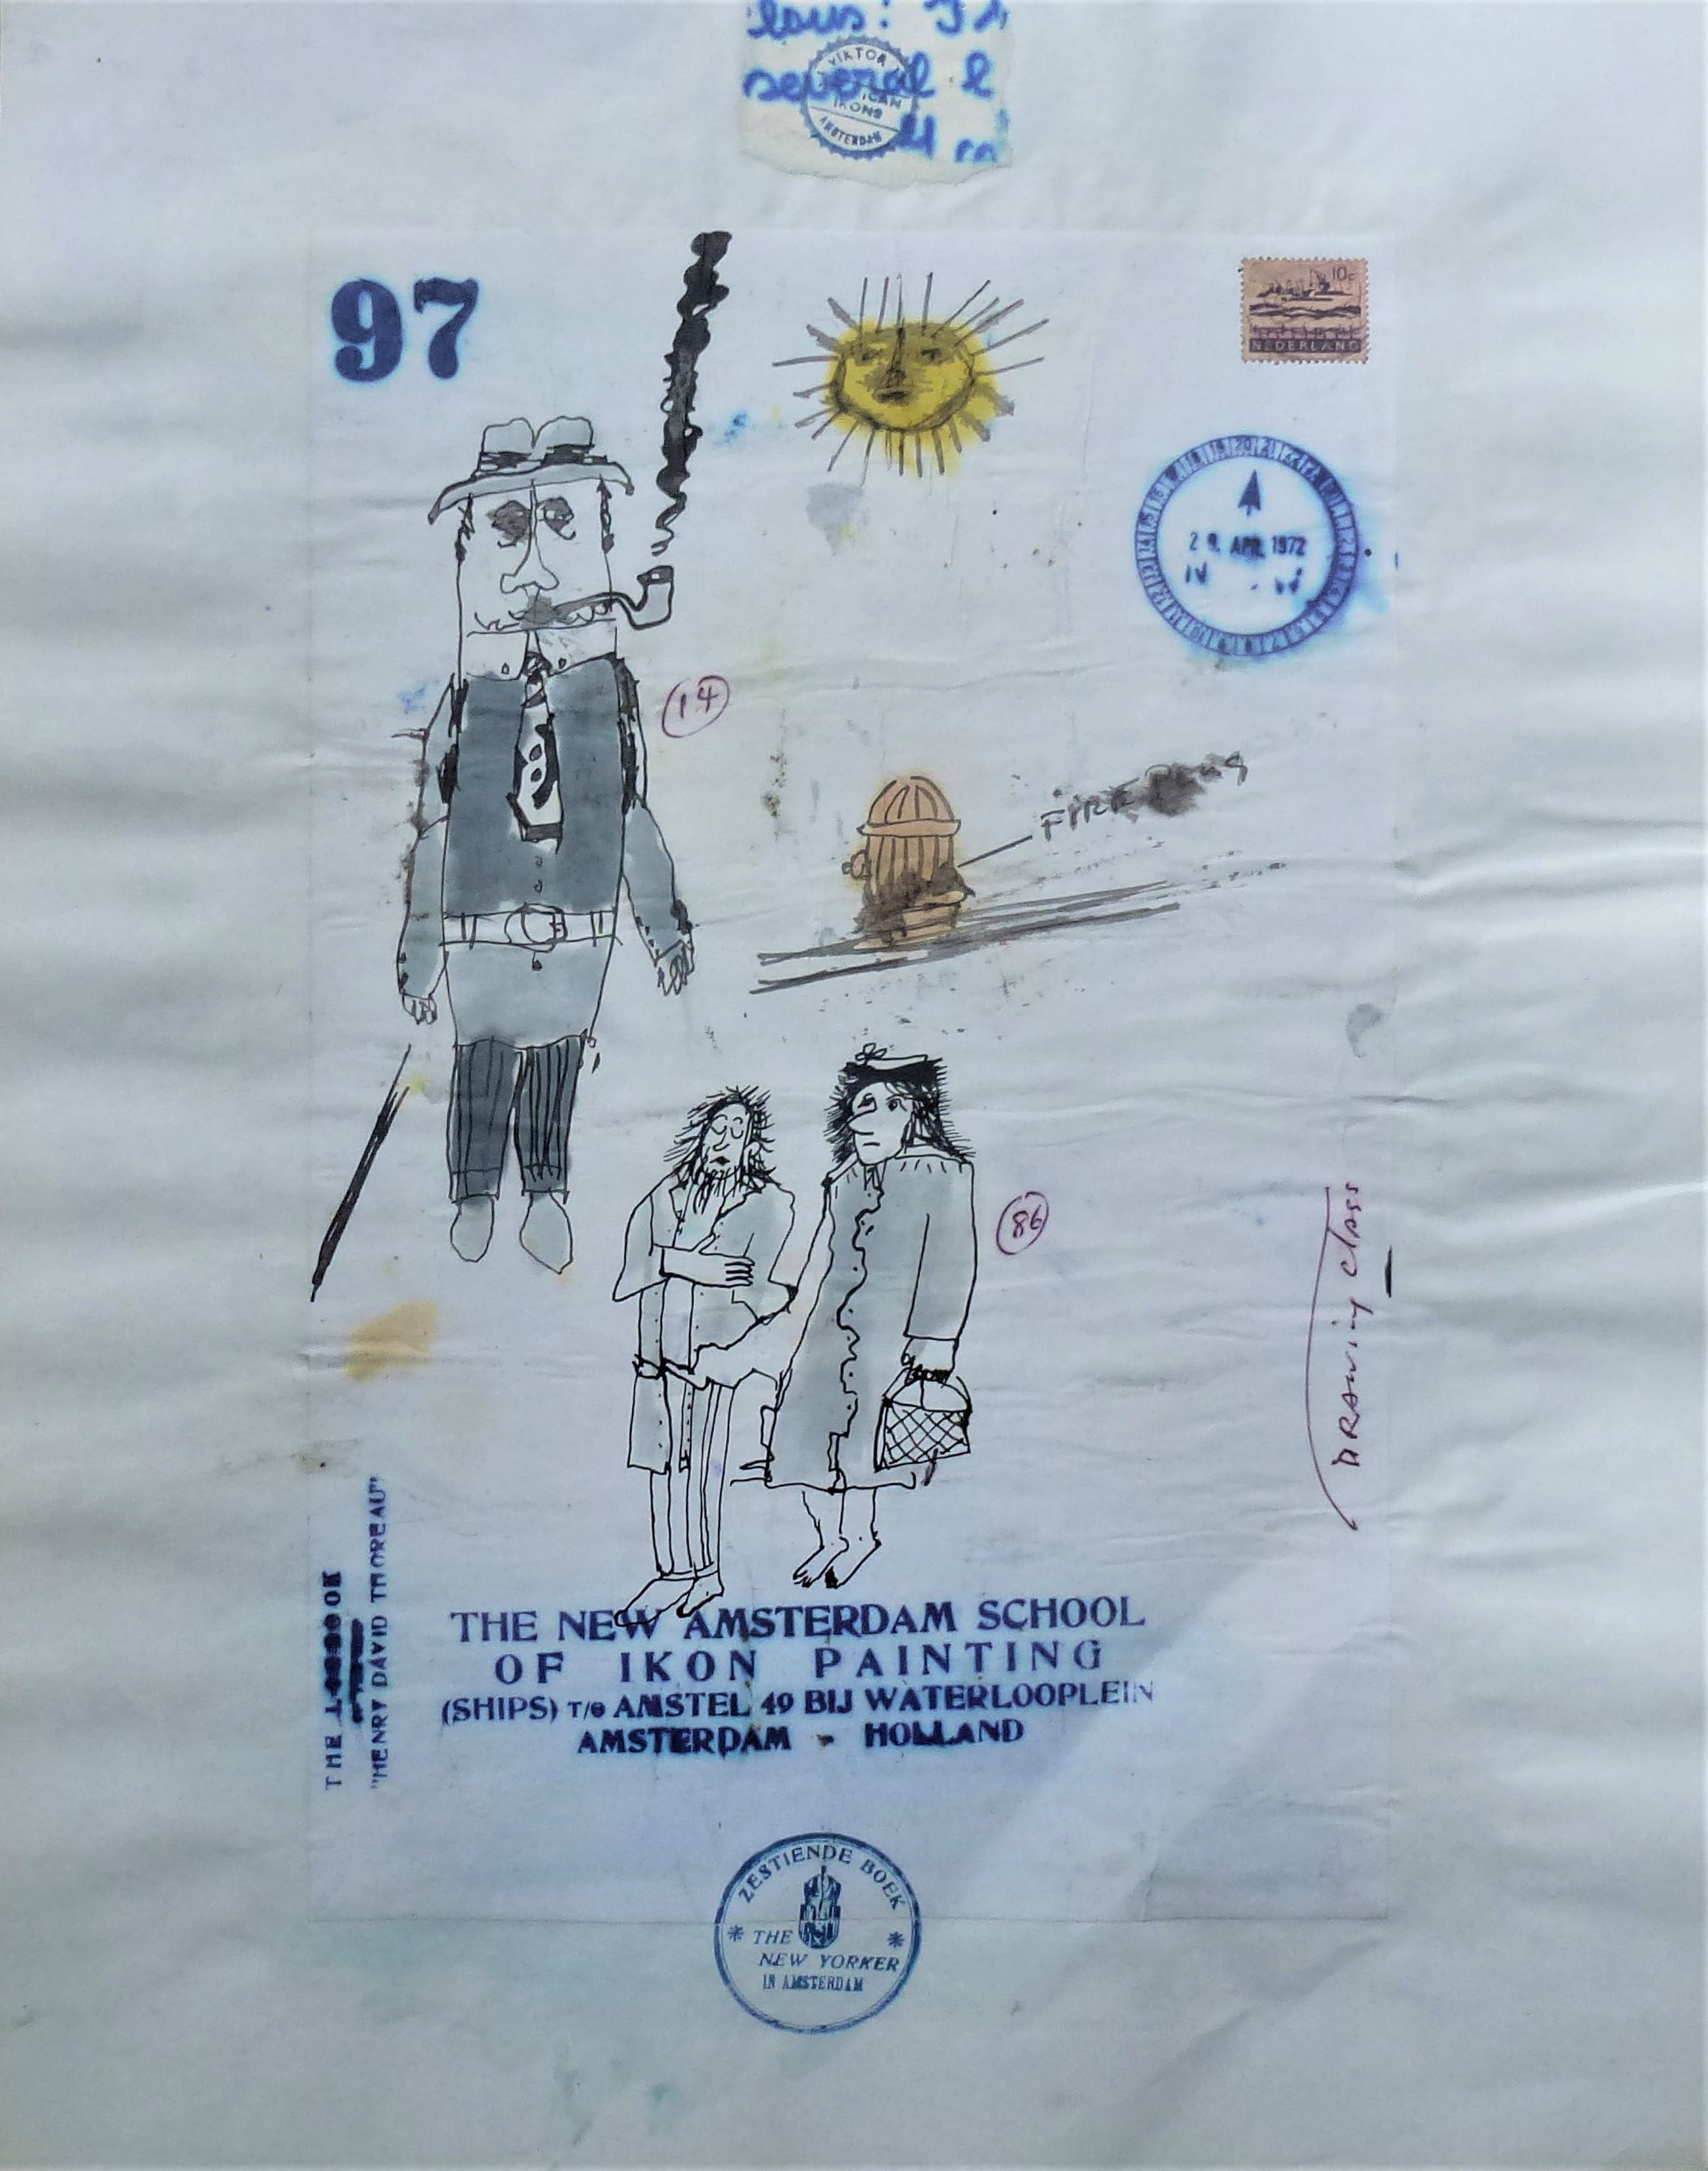 several
VIKTOR
IKONS
AMSTERDAM
97
10c
NEDERLAND
29 APR 1972
14
FIRE PLUG
86
DRAWING CLASS
THE LOGBOOK
"HENRY DAVID THOREAU"
THE NEW AMSTERDAM SCHOOL
OF IKON PAINTING
(SHIPS) T/O AMSTEL 49 BIJ WATERLOOPLEIN
AMSTERDAM - HOLLAND
ZESTIENDE BOEK
* THE *
NEW YORKER
IN AMSTERDAM